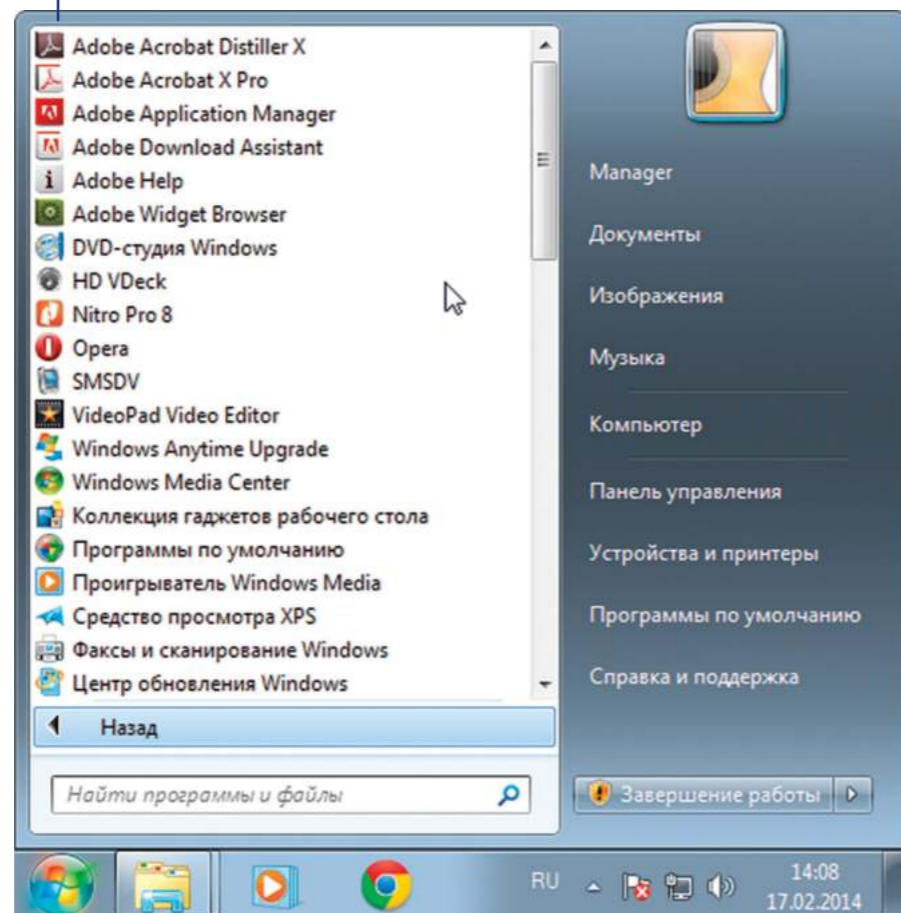 Adobe Acrobat Distiller X
Adobe Acrobat X Pro
Adobe Application Manager
Adobe Download Assistant
Adobe Help
Adobe Widget Browser
DVD-студия Windows
HD VDeck
Nitro Pro 8
Opera
SMSDV
VideoPad Video Editor
Windows Anytime Upgrade
Windows Media Center
Коллекция гаджетов рабочего стола
Программы по умолчанию
Проигрыватель Windows Media
Средство просмотра XPS
Факсы и сканирование Windows
Центр обновления Windows
Назад
Найти программы и файлы
Manager
Документы
Изображения
Музыка
Компьютер
Панель управления
Устройства и принтеры
Программы по умолчанию
Справка и поддержка
Завершение работы
RU
14:08
17.02.2014